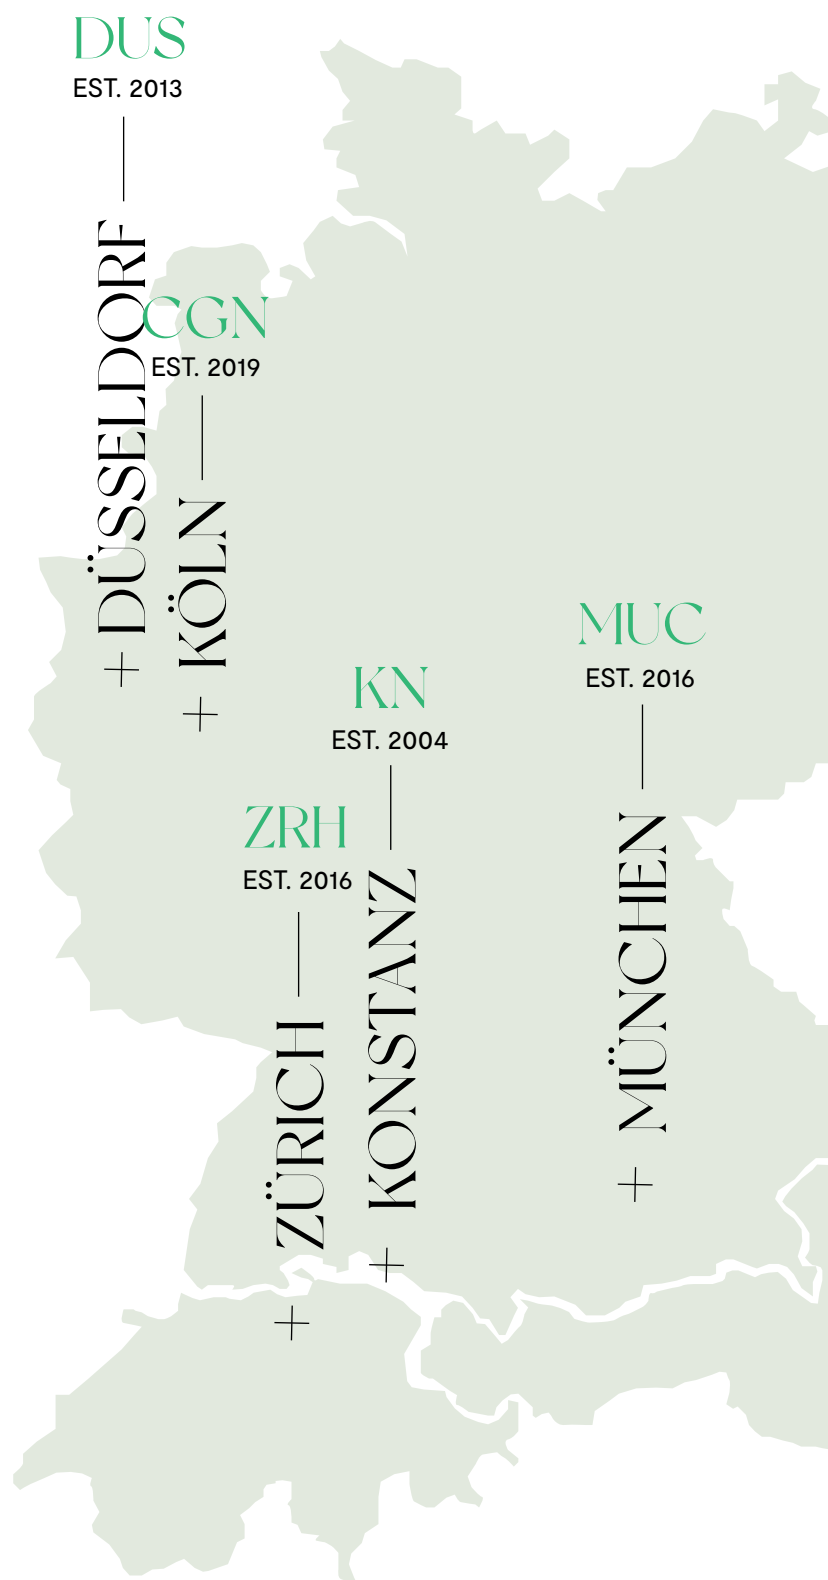 DUS
EST. 2013
DÜSSELDORF
CGN
EST. 2019
KÖLN
MUC
EST. 2016
MÜNCHEN
KN
EST. 2004
KONSTANZ
ZRH
EST. 2016
ZÜRICH